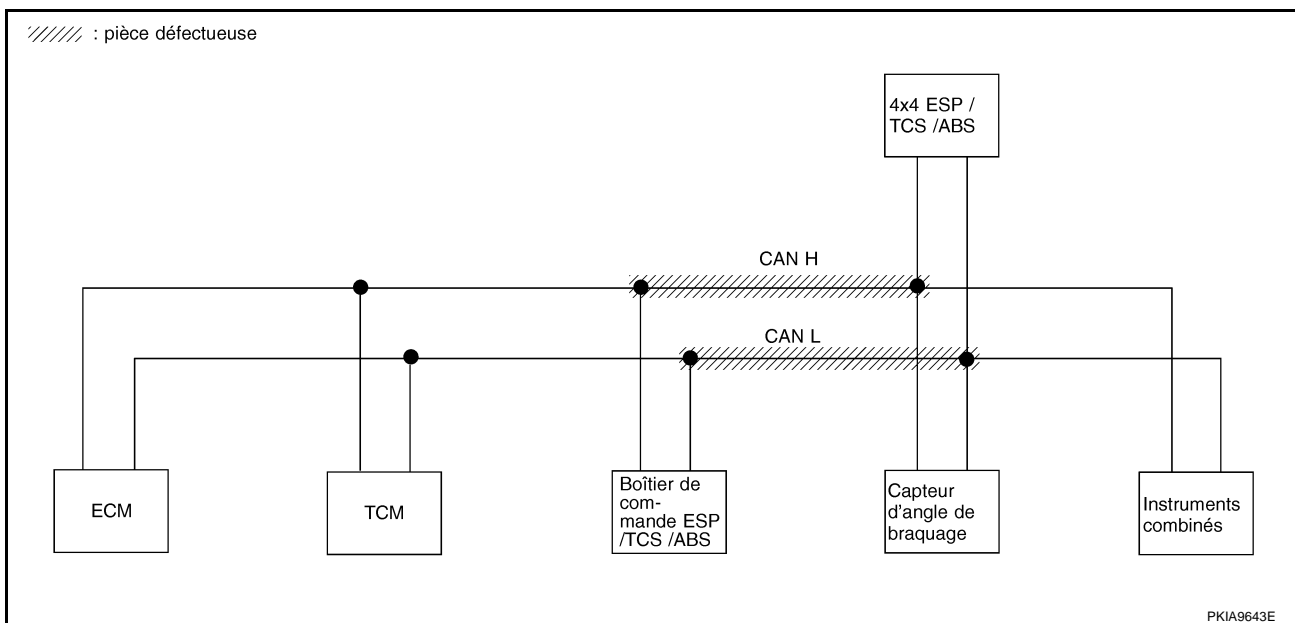 : pièce défectueuse
4x4 ESP /
TCS /ABS
CAN H
CAN L
ECM
TCM
Boîtier de
com-
mande ESP
/TCS /ABS
Capteur
d'angle de
braquage
Instruments
combinés
PKIA9643E